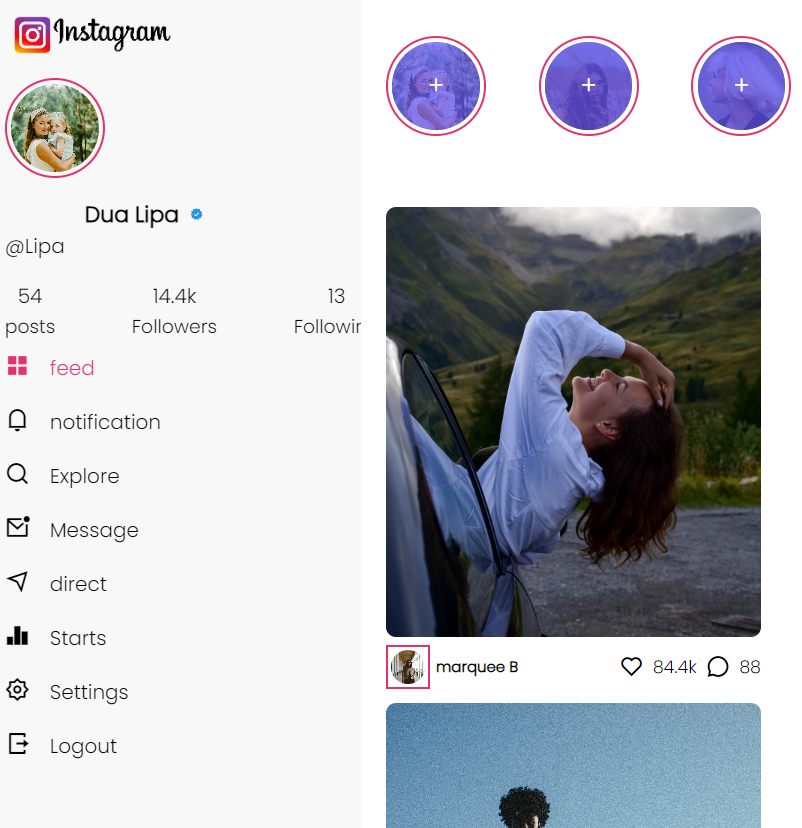 Instagram
+ + +
Dua Lipa
@Lipa
54 14.4k 13
posts Followers Followin
feed
notification
Explore
Message
direct
Starts
Settings
Logout
marquee B 84.4k 88